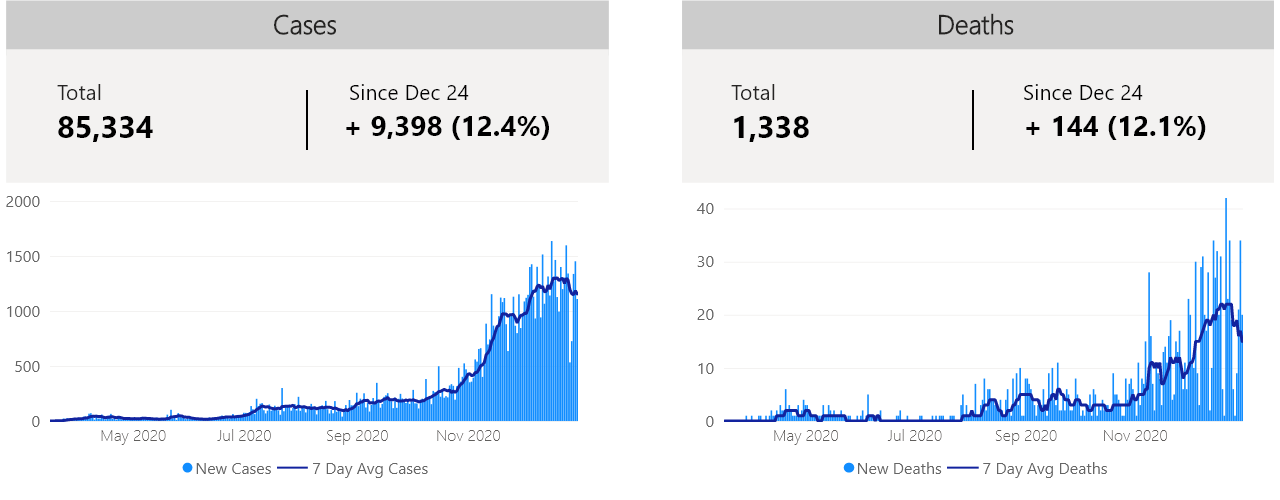 Cases
Total
Since Dec 24
85,334
+ 9,398 (12.4%)
2000
1500
1000
500
0
May 2020
Jul 2020
Sep 2020
Nov 2020
New Cases
7 Day Avg Cases
Deaths
Total
Since Dec 24
1,338
+ 144 (12.1%)
40
30
20
10
0
May 2020
Jul 2020
Sep 2020
Nov 2020
New Deaths
7 Day Avg Deaths